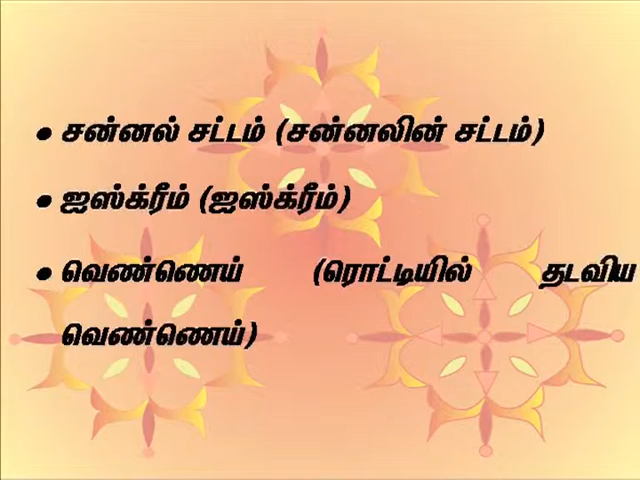 • சன்னல் சட்டம் (சன்னலின் சட்டம்)
• ஐஸ்க்ரீம் (ஐஸ்க்ரீம்)
• வெண்ணெய் (ரொட்டியில் தடவிய
வெண்ணெய்)